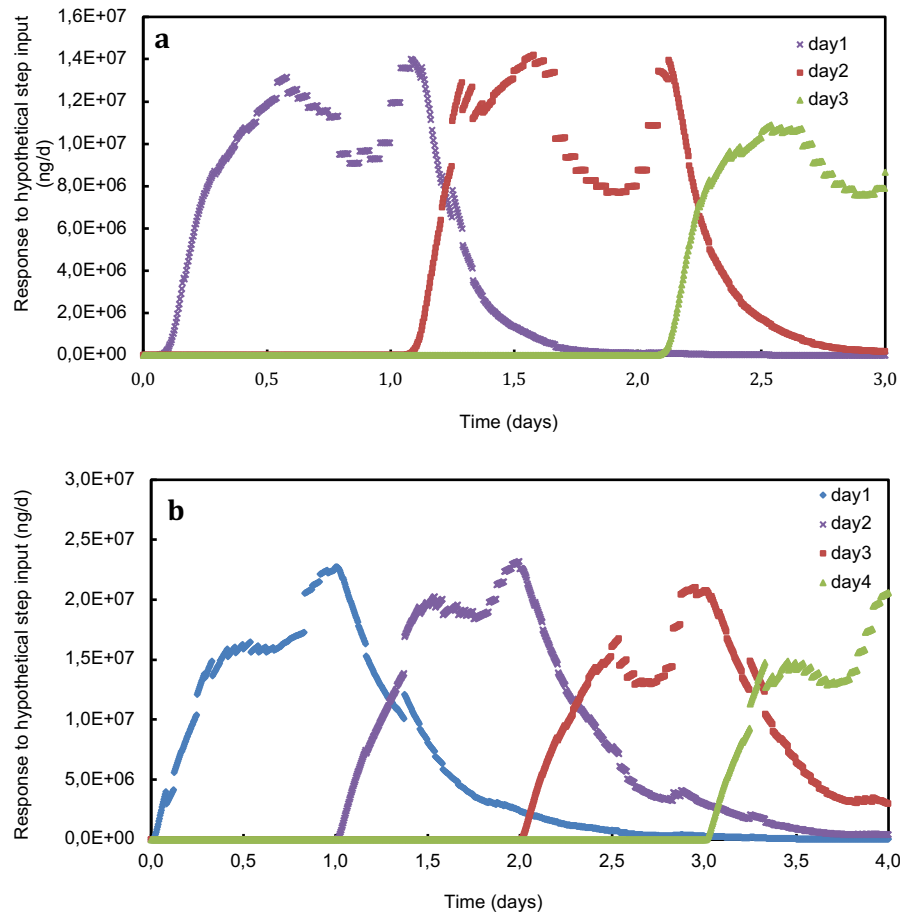 a
Response to hypothetical step input
(ng/d)
1,6E+07
1,4E+07
1,2E+07
1,0E+07
8,0E+06
6,0E+06
4,0E+06
2,0E+06
0,0E+00
day1
day2
day3
0,0 0,5 1,0 1,5 2,0 2,5 3,0
Time (days)
b
Response to hypothetical step input (ng/d)
3,0E+07
2,5E+07
2,0E+07
1,5E+07
1,0E+07
5,0E+06
0,0E+00
day1
day2
day3
day4
0,0 0,5 1,0 1,5 2,0 2,5 3,0 3,5 4,0
Time (days)